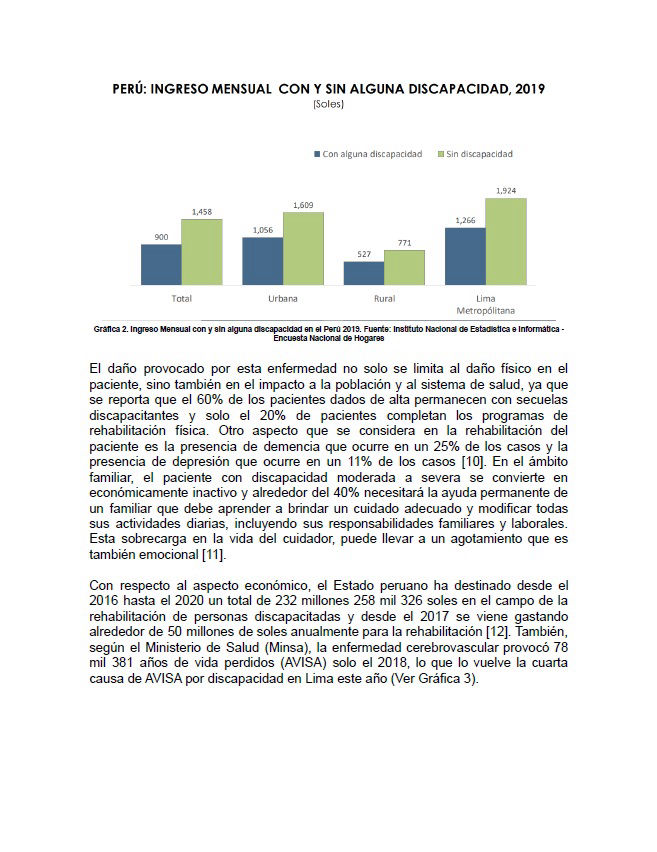 PERÚ: INGRESO MENSUAL CON Y SIN ALGUNA DISCAPACIDAD, 2019
(Soles)
Con alguna discapacidad Sin discapacidad
900 1,458 1,056 1,609 527 771 1,266 1,924
Total Urbana Rural Lima
Metropólitana
Gráfica 2. Ingreso Mensual con y sin alguna discapacidad en el Perú 2019. Fuente: Instituto Nacional de Estadística e Informática -
Encuesta Nacional de Hogares
El daño provocado por esta enfermedad no solo se limita al daño físico en el
paciente, sino también en el impacto a la población y al sistema de salud, ya que
se reporta que el 60% de los pacientes dados de alta permanecen con secuelas
discapacitantes y solo el 20% de pacientes completan los programas de
rehabilitación física. Otro aspecto que se considera en la rehabilitación del
paciente es la presencia de demencia que ocurre en un 25% de los casos y la
presencia de depresión que ocurre en un 11% de los casos [10]. En el ámbito
familiar, el paciente con discapacidad moderada a severa se convierte en
económicamente inactivo y alrededor del 40% necesitará la ayuda permanente de
un familiar que debe aprender a brindar un cuidado adecuado y modificar todas
sus actividades diarias, incluyendo sus responsabilidades familiares y laborales.
Esta sobrecarga en la vida del cuidador, puede llevar a un agotamiento que es
también emocional [11].
Con respecto al aspecto económico, el Estado peruano ha destinado desde el
2016 hasta el 2020 un total de 232 millones 258 mil 326 soles en el campo de la
rehabilitación de personas discapacitadas y desde el 2017 se viene gastando
alrededor de 50 millones de soles anualmente para la rehabilitación [12]. También,
según el Ministerio de Salud (Minsa), la enfermedad cerebrovascular provocó 78
mil 381 años de vida perdidos (AVISA) solo el 2018, lo que lo vuelve la cuarta
causa de AVISA por discapacidad en Lima este año (Ver Gráfica 3).